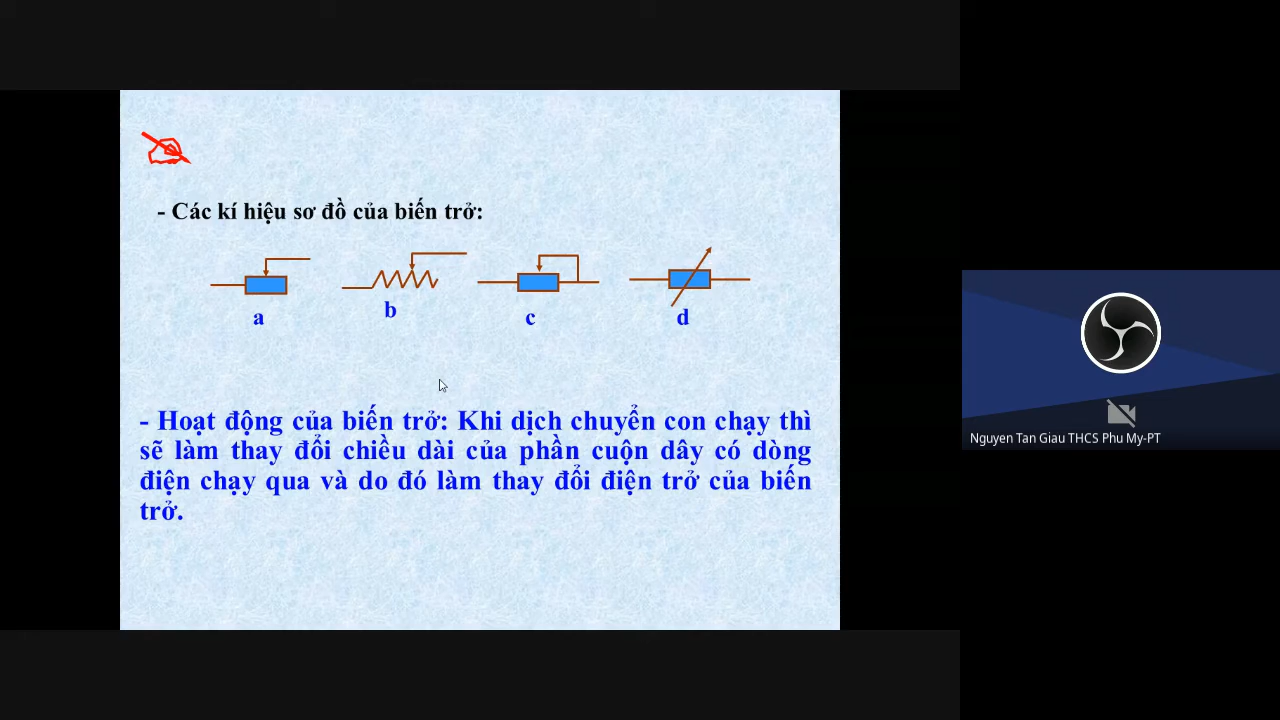 - Các kí hiệu sơ đồ của biến trở:
a
b
c
d
- Hoạt động của biến trở: Khi dịch chuyển con chạy thì
sẽ làm thay đổi chiều dài của phần cuộn dây có dòng
điện chạy qua và do đó làm thay đổi điện trở của biến
trở.
Nguyen Tan Giau THCS Phu My-PT